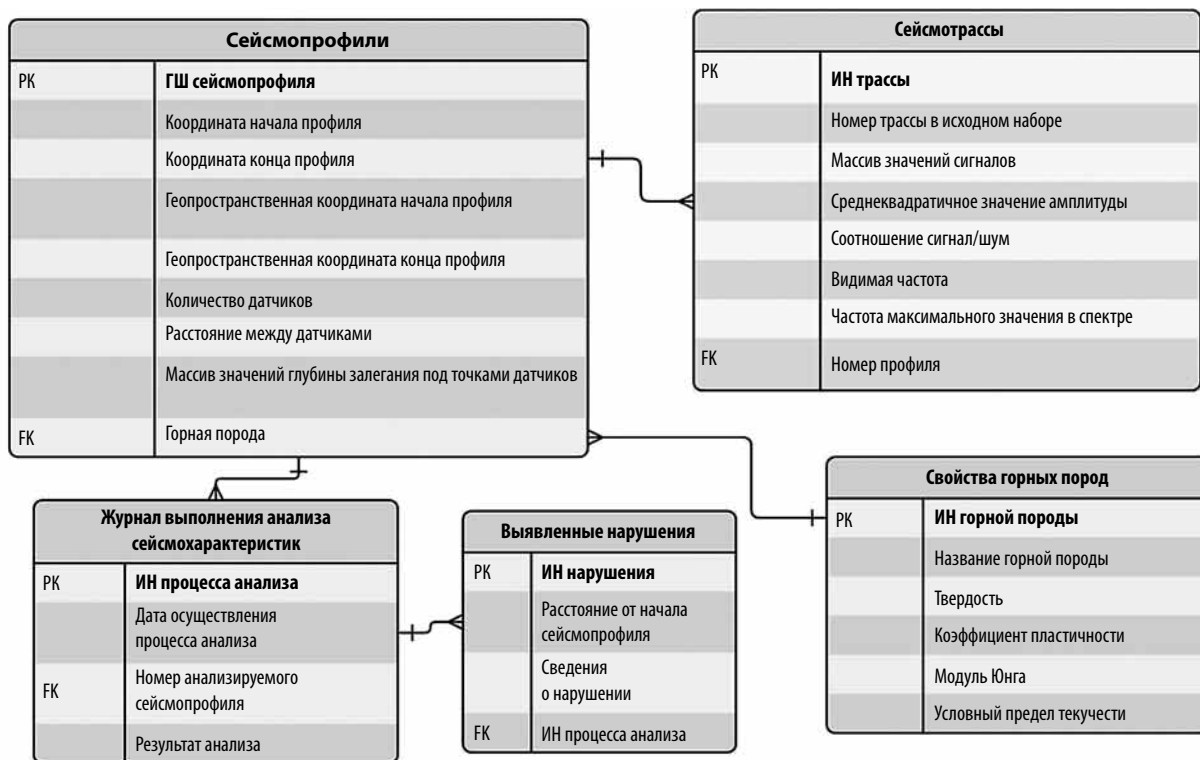 Сейсмопрофили
PK ГШ сейсмопрофиля
Координата начала профиля
Координата конца профиля
Геопространственная координата начала профиля
Геопространственная координата конца профиля
Количество датчиков
Расстояние между датчиками
Массив значений глубины залегания под точками датчиков
FK Горная порода
Сейсмотрассы
PK ИН трассы
Номер трассы в исходном наборе
Массив значений сигналов
Среднеквадратичное значение амплитуды
Соотношение сигнал/шум
Видимая частота
Частота максимального значения в спектре
FK Номер профиля
Журнал выполнения анализа
сейсмохарактеристик
PK ИН процесса анализа
Дата осуществления
процесса анализа
FK Номер анализируемого
сейсмопрофиля
Результат анализа
Выявленные нарушения
PK ИН нарушения
Расстояние от начала
сейсмопрофиля
Сведения
о нарушении
FK ИН процесса анализа
Свойства горных пород
PK ИН горной породы
Название горной породы
Твердость
Коэффициент пластичности
Модуль Юнга
Условный предел текучести